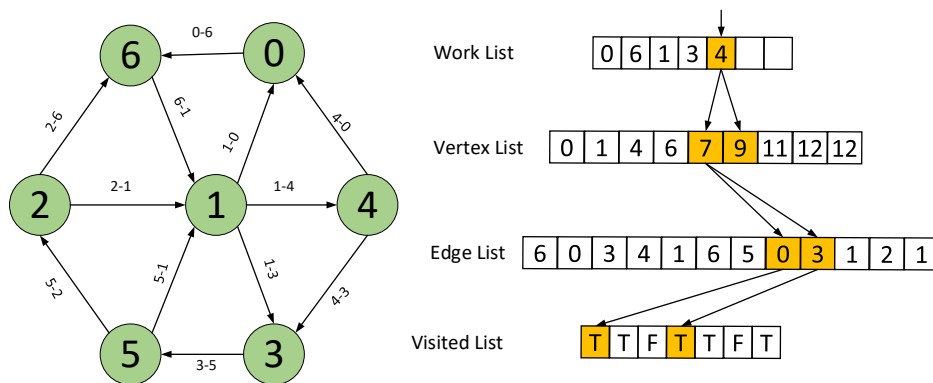 0-6
6
0
2-6
6-1
1-0
4-0
2
2-1
1
1-4
4
5-2
5-1
1-3
4-3
5
3-5
3
Work List
0 6 1 3 4
Vertex List
0 1 4 6 7 9 11 12 12
Edge List
6 0 3 4 1 6 5 0 3 1 2 1
Visited List
T T F T T F T